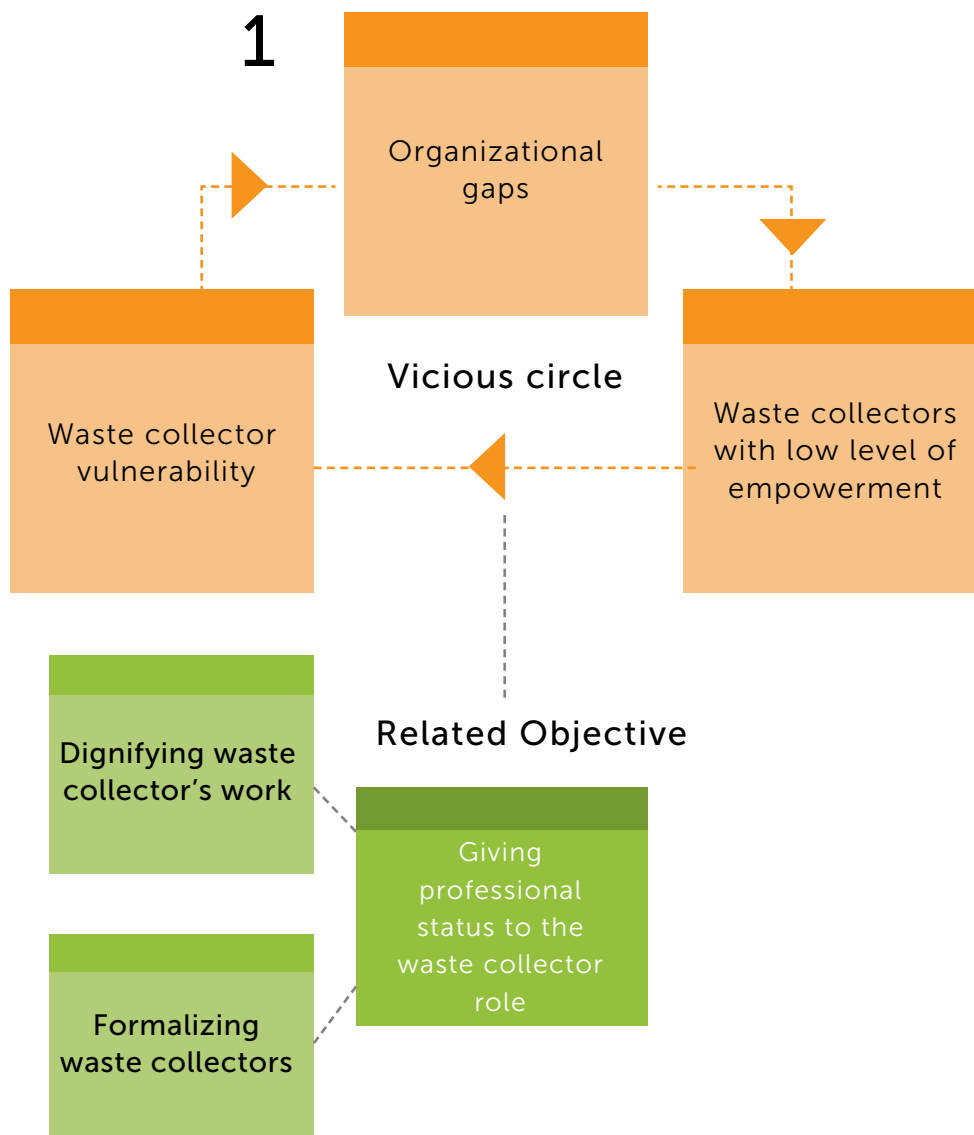 1
Organizational
gaps
Vicious circle
Waste collector
vulnerability
Waste collectors
with low level of
empowerment
Related Objective
Dignifying waste
collector’s work
Giving
professional
status to the
waste collector
role
Formalizing
waste collectors